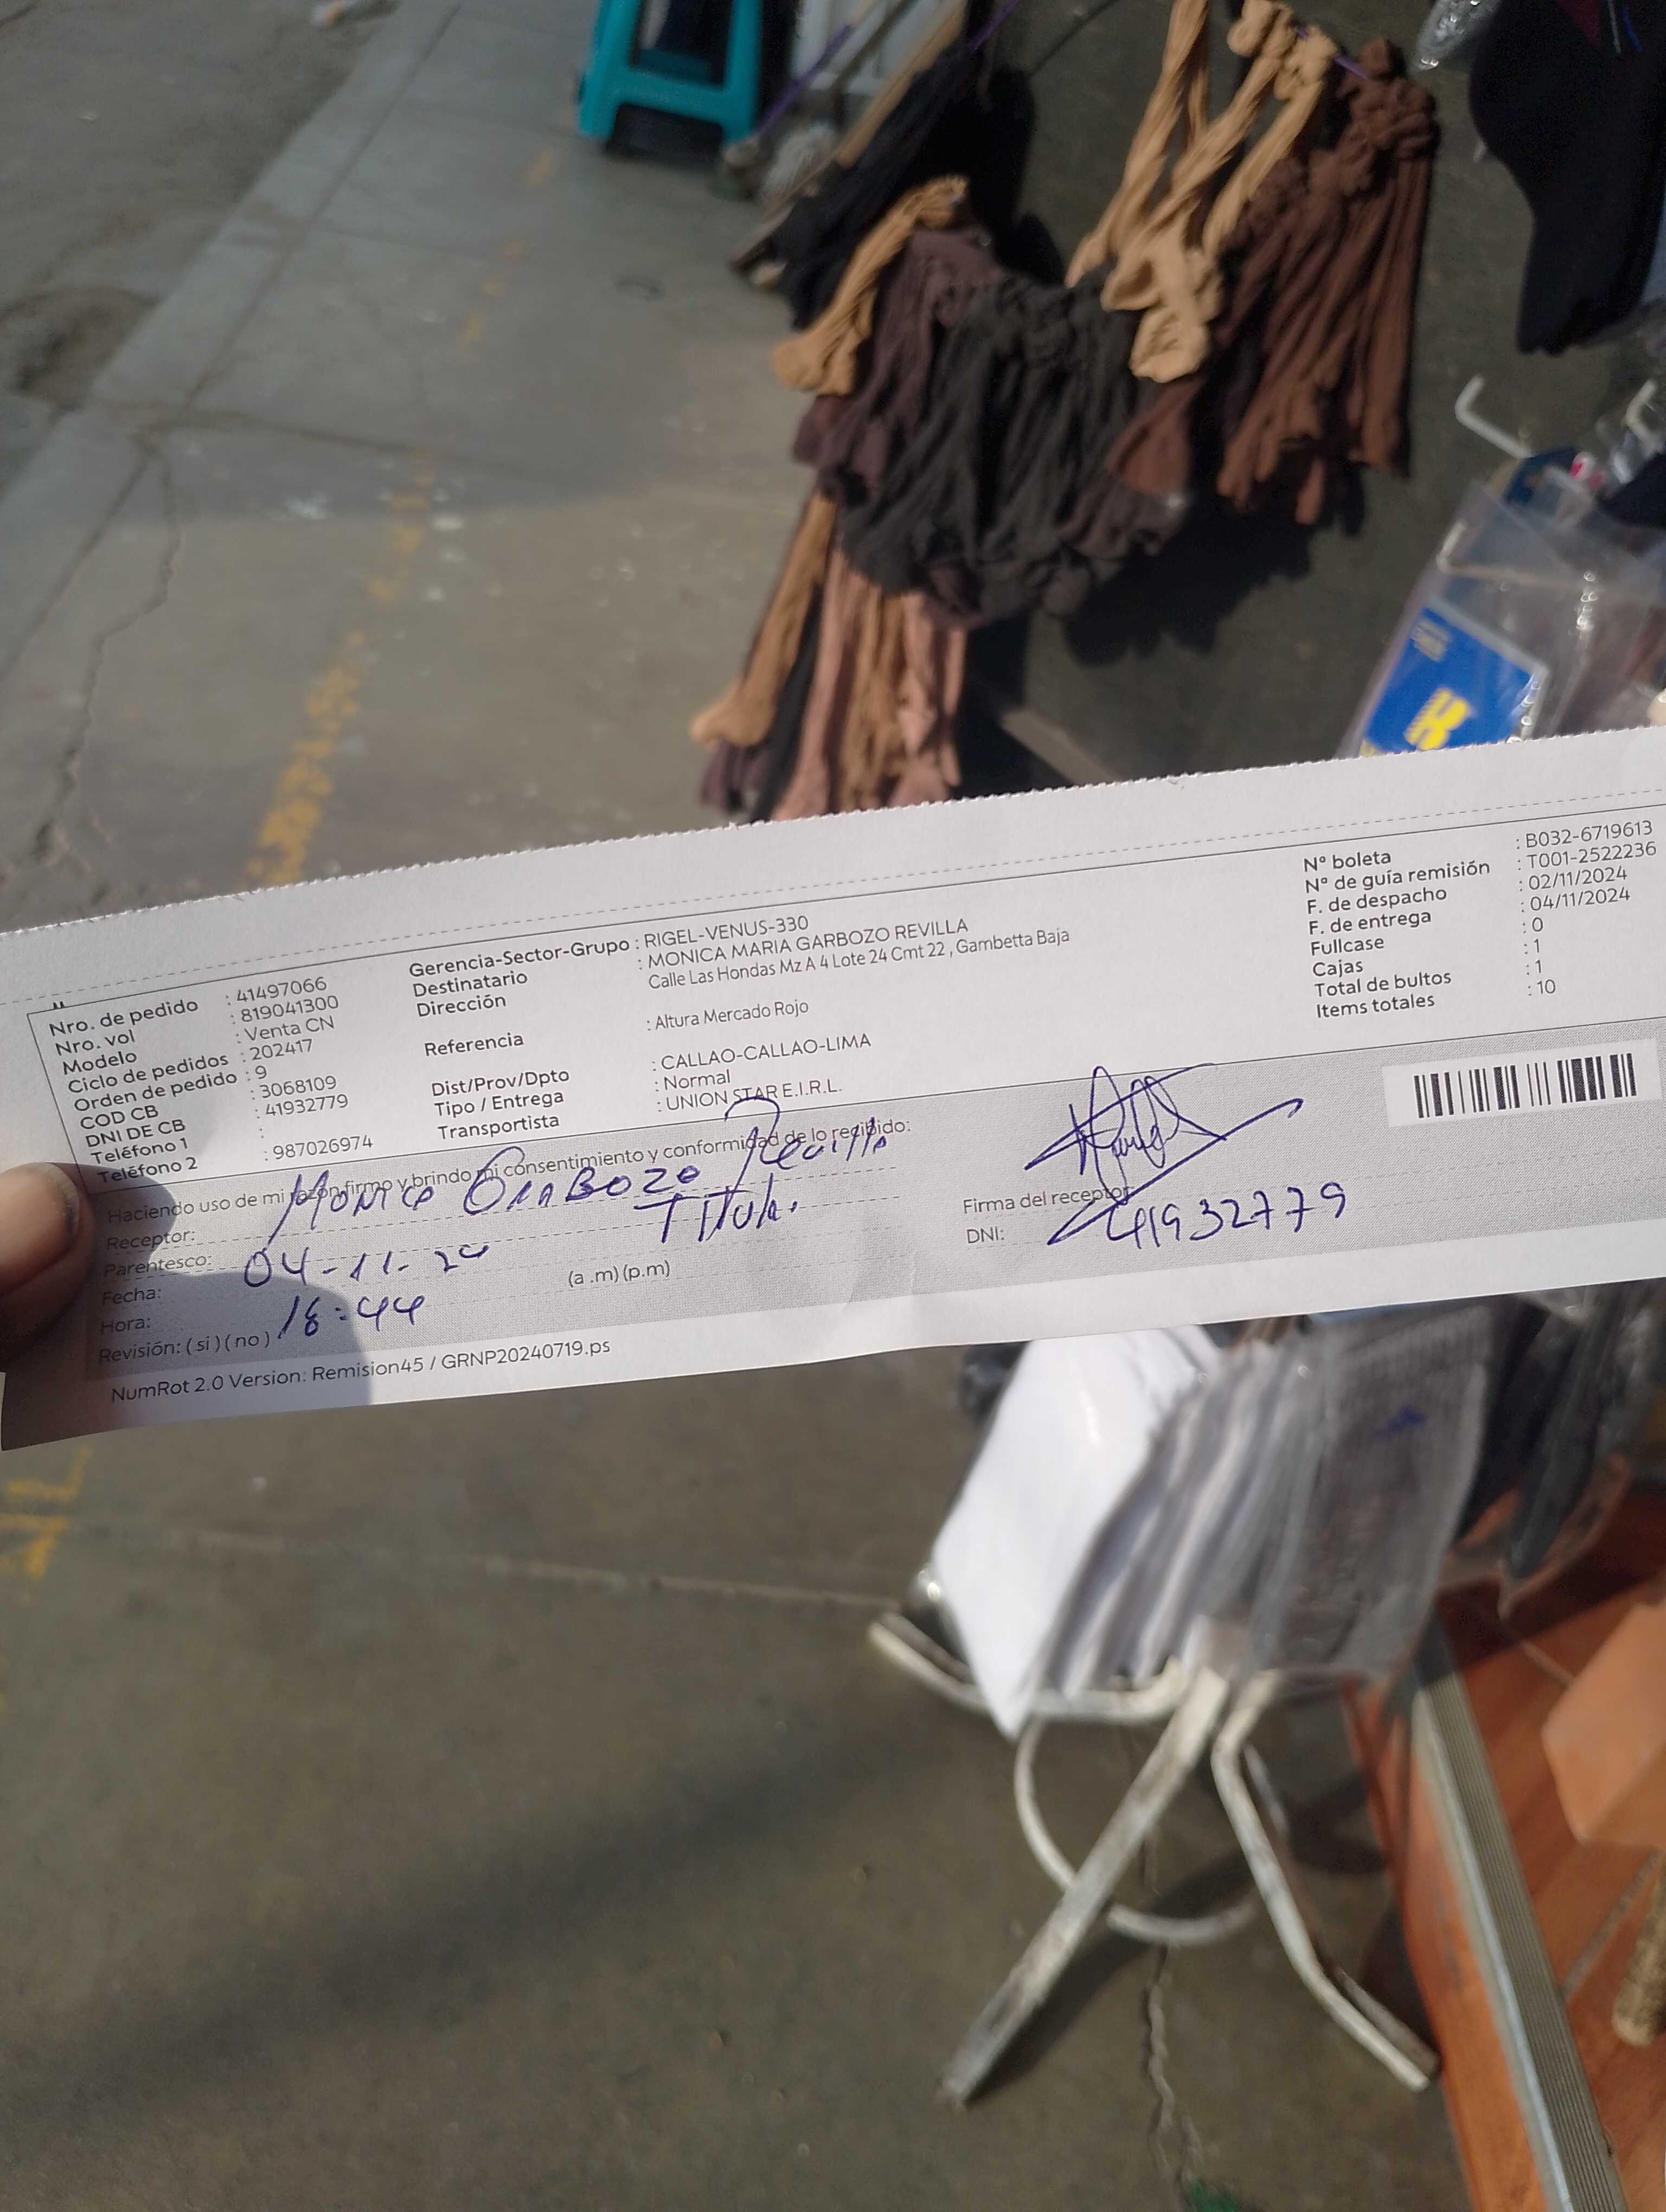 Nro. de pedido : 41497066
Nro. vol : 819041300
Modelo : Venta CN
Ciclo de pedidos : 202417
Orden de pedido : 9
COD CB : 3068109
DNI DE CB : 41932779
Teléfono 1 :
Teléfono 2 : 987026974
Gerencia-Sector-Grupo : RIGEL-VENUS-330
Destinatario : MONICA MARIA GARBOZO REVILLA
Dirección Calle Las Hondas Mz A 4 Lote 24 Cmt 22 , Gambetta Baja
Referencia : Altura Mercado Rojo
Dist/Prov/Dpto : CALLAO-CALLAO-LIMA
Tipo / Entrega : Normal
Transportista : UNION STAR E.I.R.L.
N° boleta : B032-6719613
N° de guía remisión : T001-2522236
F. de despacho : 02/11/2024
F. de entrega : 04/11/2024
Fullcase : 0
Cajas : 1
Total de bultos : 1
Items totales : 10
Haciendo uso de mi razón firmo y brindo mi consentimiento y conformidad de lo recibido:
Receptor: Monica Garbozo Revilla
Parentesco: Titular
Fecha: 04-11-24
Hora: 18:44 (a .m) (p.m)
Revisión: ( si ) ( no )
Firma del receptor:
DNI: 41932779
NumRot 2.0 Version: Remision45 / GRNP20240719.ps